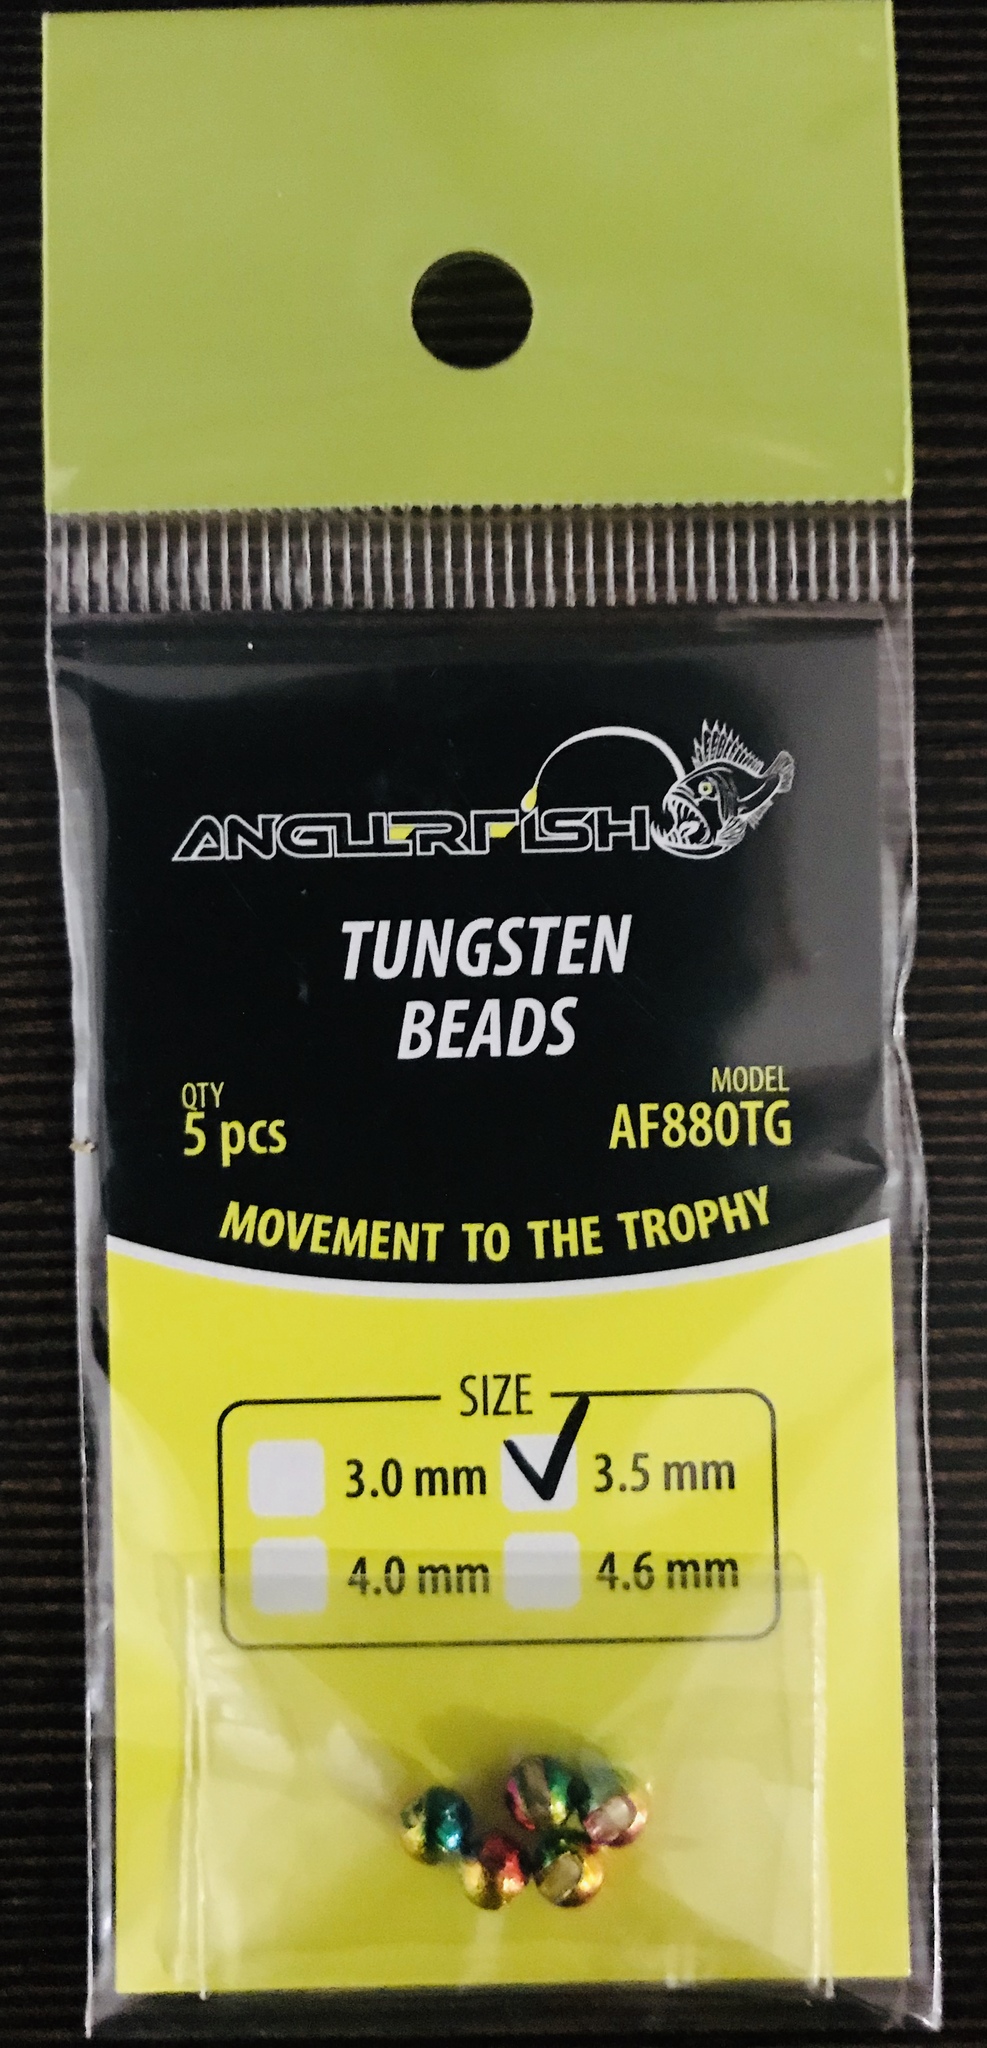 ANGLERFISH
TUNGSTEN
BEADS
QTY
5 pcs
MODEL
AF880TG
MOVEMENT TO THE TROPHY
SIZE
3.0 mm 3.5 mm
4.0 mm 4.6 mm